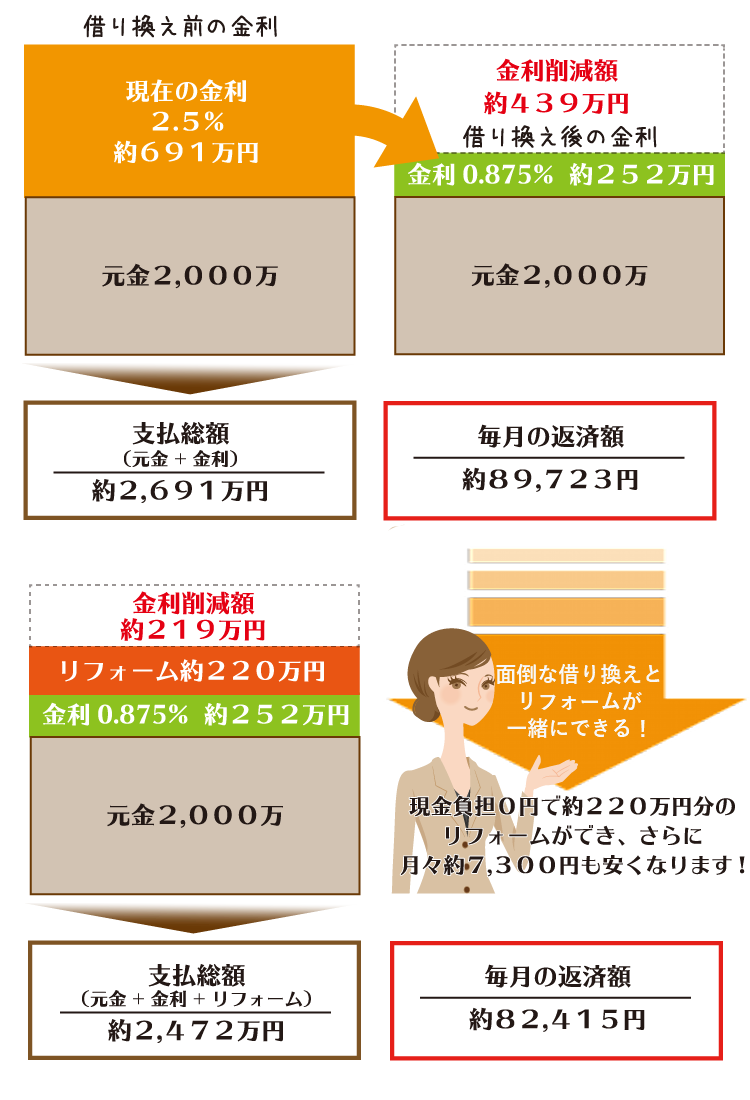 借り換え前の金利
現在の金利
2.5%
約６９１万円
元金２,０００万
金利削減額
約４３９万円
借り換え後の金利
金利 0.875% 約２５２万円
元金２,０００万
支払総額
（元金 + 金利）
約２,６９１万円
毎月の返済額
約８９,７２３円
金利削減額
約２１９万円
リフォーム約２２０万円
金利 0.875% 約２５２万円
元金２,０００万
面倒な借り換えと
リフォームが
一緒にできる！
現金負担０円で約２２０万円分の
リフォームができ、さらに
月々約７,３００円も安くなります！
支払総額
（元金 + 金利 + リフォーム）
約２,４７２万円
毎月の返済額
約８２,４１５円